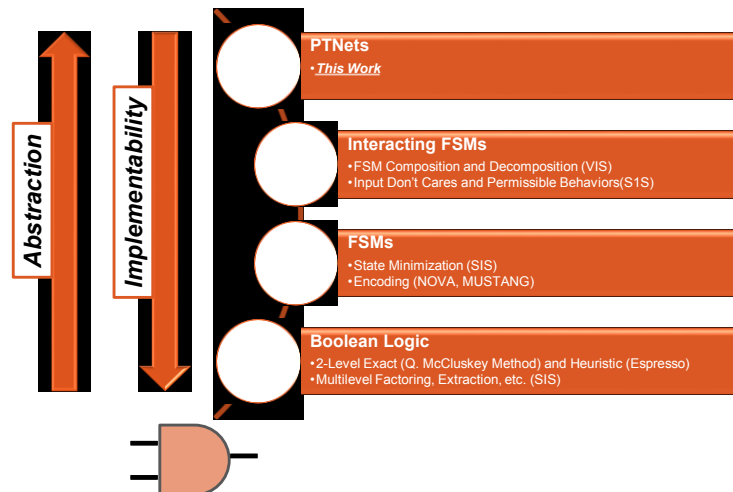 PTNets
•This Work
Abstraction
Implementability
Interacting FSMs
•FSM Composition and Decomposition (VIS)
•Input Don't Cares and Permissible Behaviors(S1S)
FSMs
•State Minimization (SIS)
•Encoding (NOVA, MUSTANG)
Boolean Logic
•2-Level Exact (Q. McCluskey Method) and Heuristic (Espresso)
•Multilevel Factoring, Extraction, etc. (SIS)